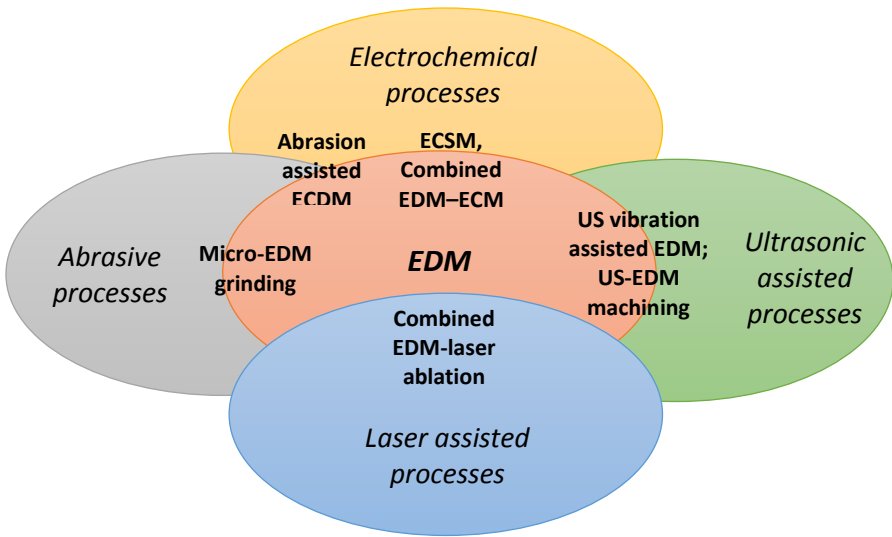 Electrochemical
processes
Abrasion
assisted
ECDM
ECSM,
Combined
EDM–ECM
Abrasive
processes
Micro-EDM
grinding
EDM
US vibration
assisted EDM;
US-EDM
machining
Ultrasonic
assisted
processes
Combined
EDM-laser
ablation
Laser assisted
processes